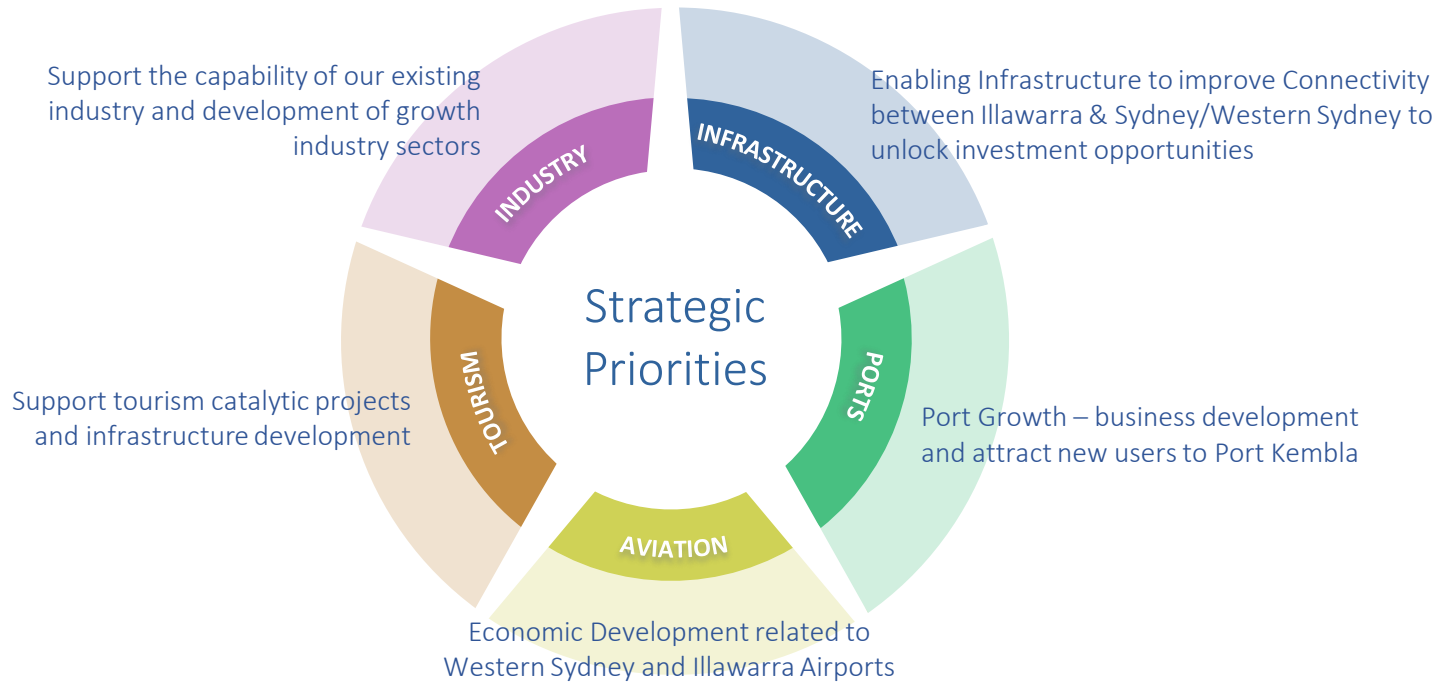 Support the capability of our existing
industry and development of growth
industry sectors
INDUSTRY
Enabling Infrastructure to improve Connectivity
between Illawarra & Sydney/Western Sydney to
unlock investment opportunities
INFRASTRUCTURE
Strategic
Priorities
TOURISM
Support tourism catalytic projects
and infrastructure development
PORTS
Port Growth – business development
and attract new users to Port Kembla
AVIATION
Economic Development related to
Western Sydney and Illawarra Airports